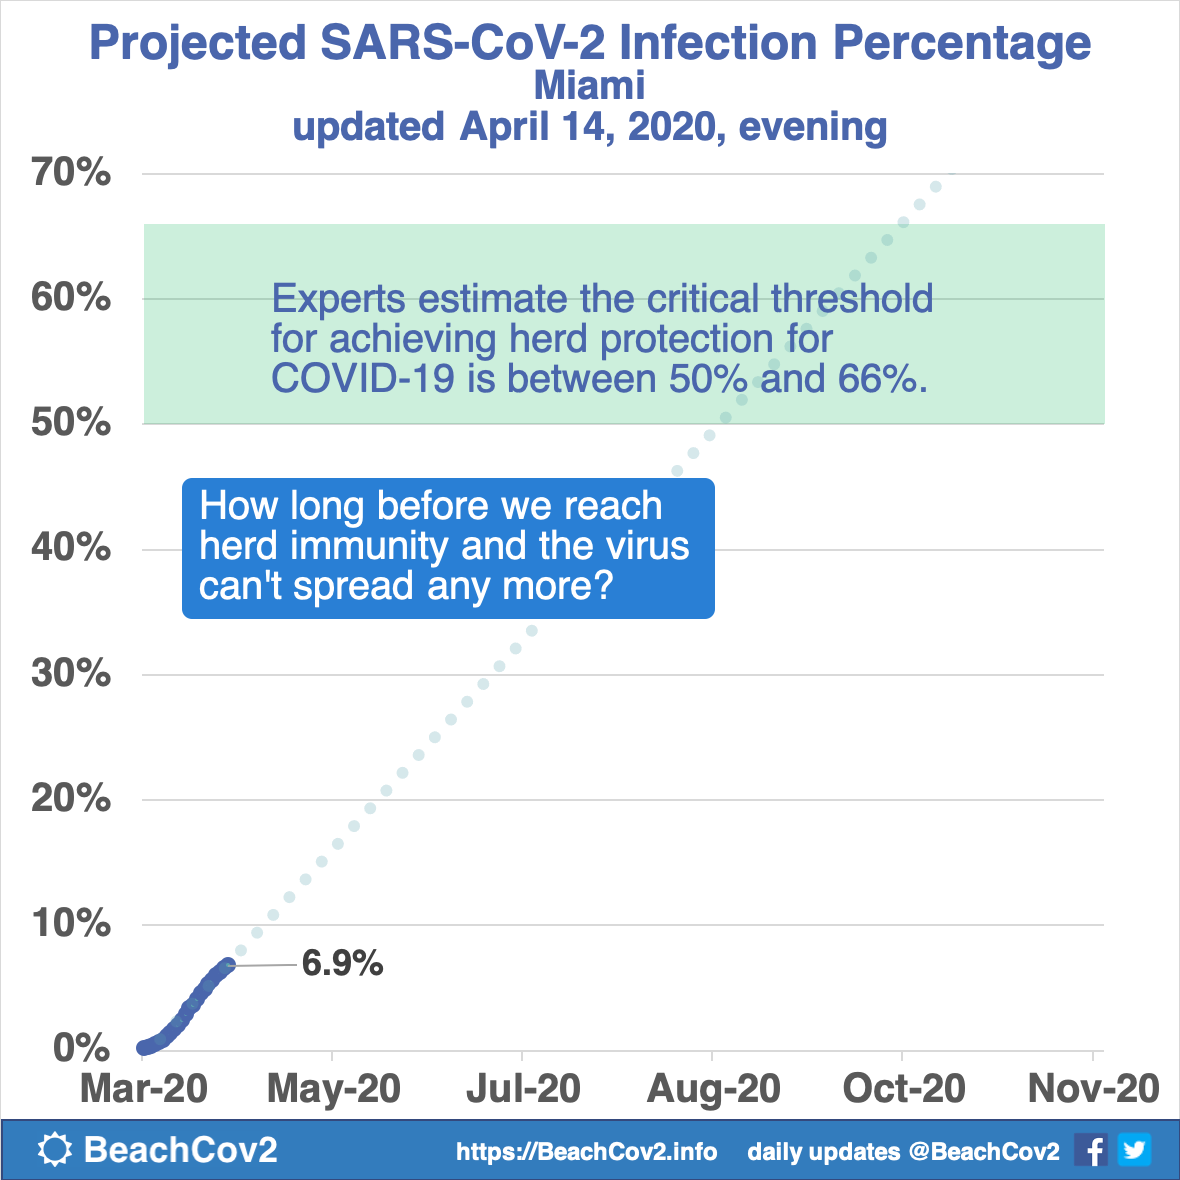 Projected SARS-CoV-2 Infection Percentage
Miami
updated April 14, 2020, evening
70%
60%
50%
40%
30%
20%
10%
0%
Experts estimate the critical threshold
for achieving herd protection for
COVID-19 is between 50% and 66%.
How long before we reach
herd immunity and the virus
can't spread any more?
6.9%
Mar-20 May-20 Jul-20 Aug-20 Oct-20 Nov-20
BeachCov2 https://BeachCov2.info daily updates @BeachCov2